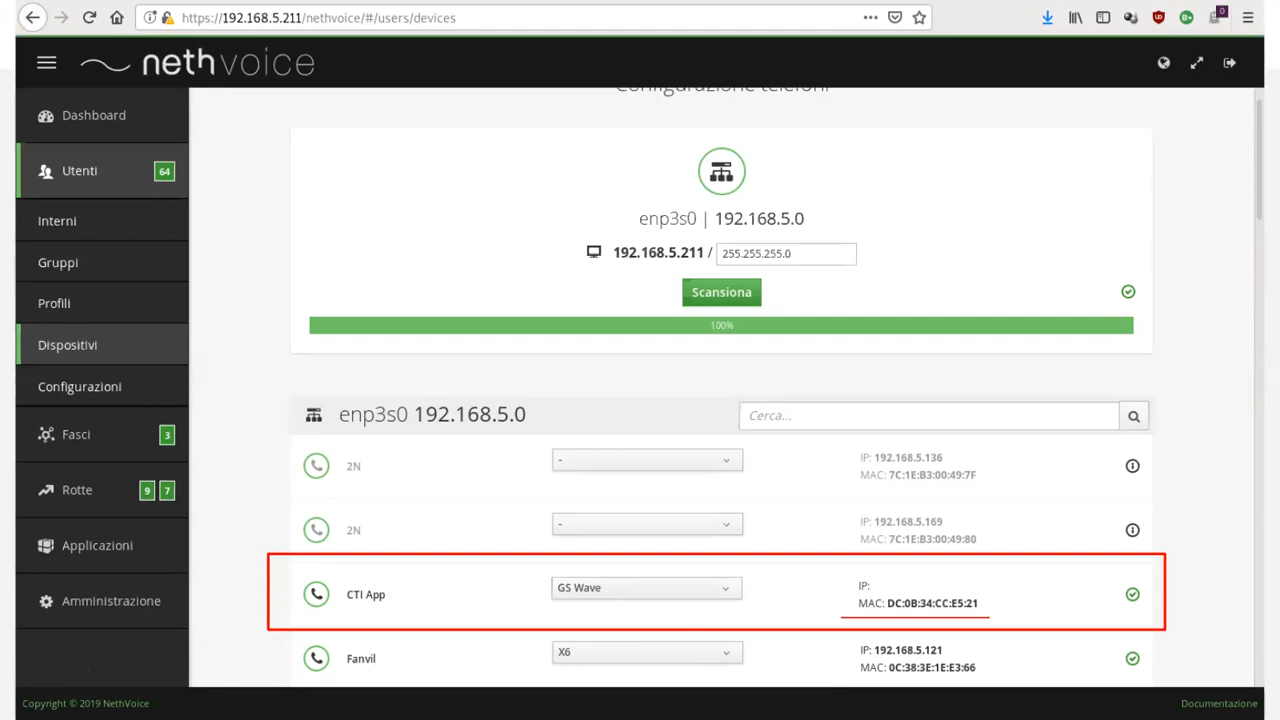 https://192.168.5.211/nethvoice/#/users/devices
0
nethvoice
Dashboard
Utenti 64
Interni
Gruppi
Profili
Dispositivi
Configurazioni
Fasci 3
Rotte 9 7
Applicazioni
Amministrazione
Configurazione telefoni
enp3s0 | 192.168.5.0
192.168.5.211 / 255.255.255.0
Scansiona
100%
enp3s0 192.168.5.0 Cerca...
2N - IP: 192.168.5.136
MAC: 7C:1E:B3:00:49:7F
2N - IP: 192.168.5.169
MAC: 7C:1E:B3:00:49:80
CTI App GS Wave IP:
MAC: DC:0B:34:CC:E5:21
Fanvil X6 IP: 192.168.5.121
MAC: 0C:38:3E:1E:E3:66
Copyright © 2019 NethVoice Documentazione